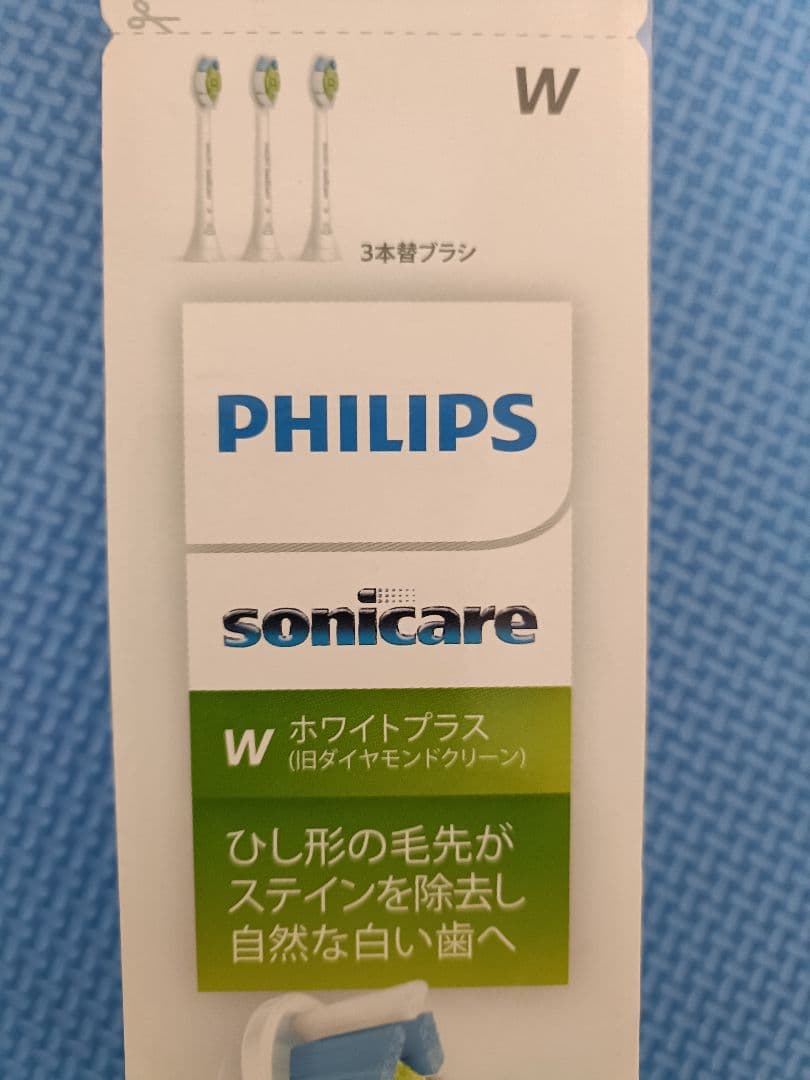 W
3本替ブラシ
PHILIPS
sonicare
W ホワイトプラス
(旧ダイヤモンドクリーン)
ひし形の毛先が
ステインを除去し
自然な白い歯へ